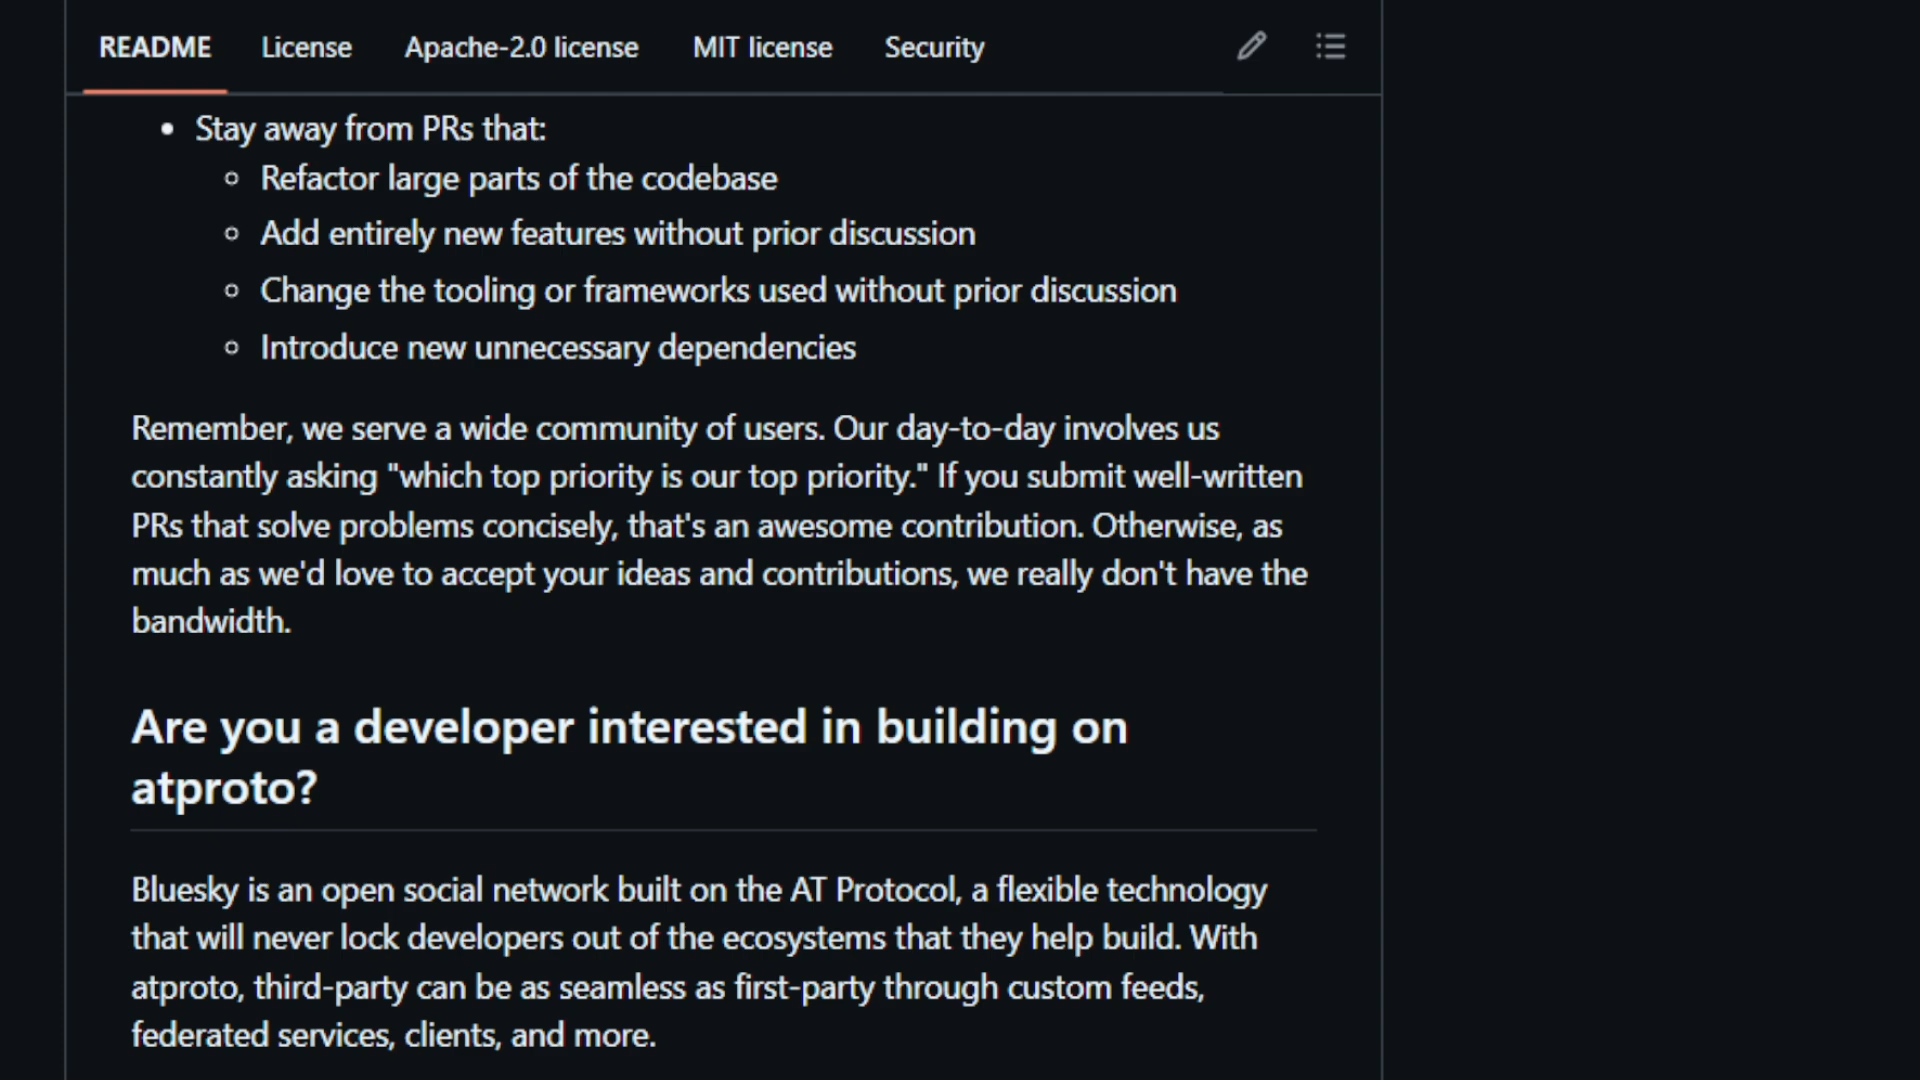 README License Apache-2.0 license MIT license Security
• Stay away from PRs that:
○ Refactor large parts of the codebase
○ Add entirely new features without prior discussion
○ Change the tooling or frameworks used without prior discussion
○ Introduce new unnecessary dependencies
Remember, we serve a wide community of users. Our day-to-day involves us
constantly asking "which top priority is our top priority." If you submit well-written
PRs that solve problems concisely, that's an awesome contribution. Otherwise, as
much as we'd love to accept your ideas and contributions, we really don't have the
bandwidth.
Are you a developer interested in building on
atproto?
Bluesky is an open social network built on the AT Protocol, a flexible technology
that will never lock developers out of the ecosystems that they help build. With
atproto, third-party can be as seamless as first-party through custom feeds,
federated services, clients, and more.